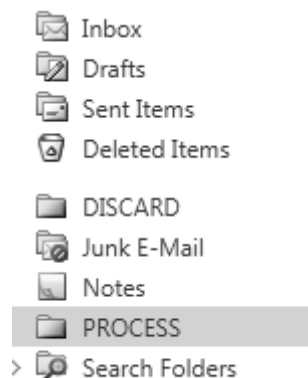 Inbox
Drafts
Sent Items
Deleted Items
DISCARD
Junk E-Mail
Notes
PROCESS
Search Folders